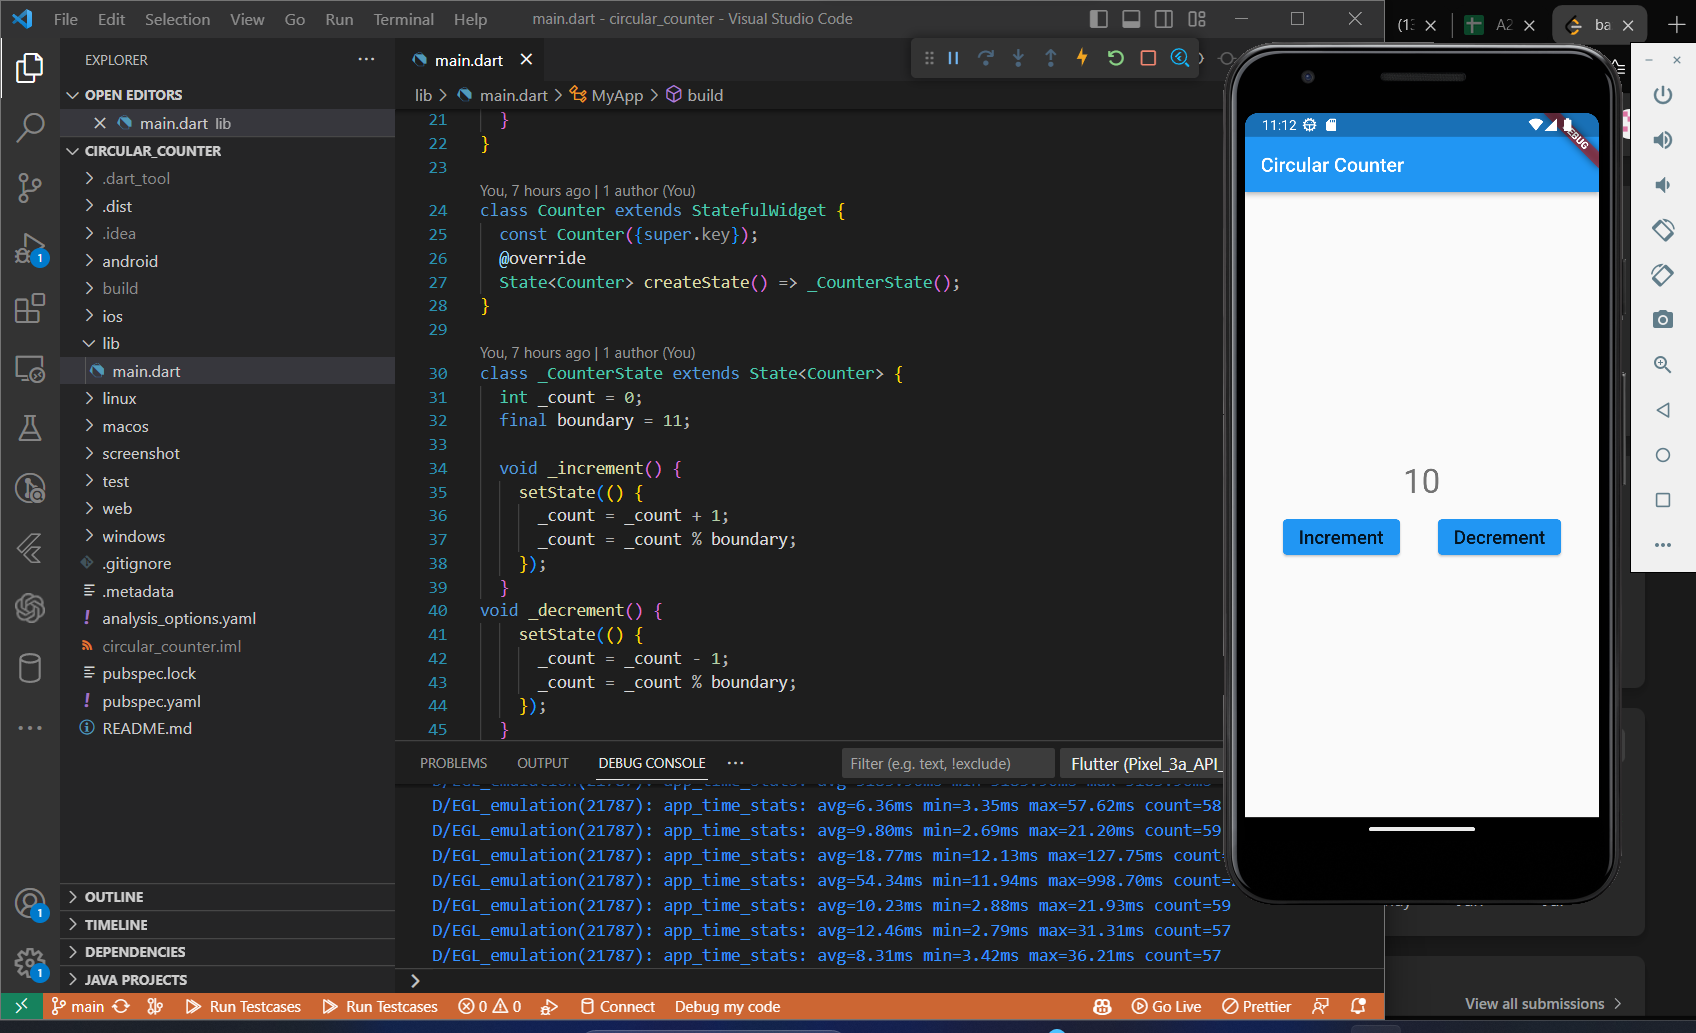 File Edit Selection View Go Run Terminal Help
main.dart - circular_counter - Visual Studio Code
A2
ba
EXPLORER
OPEN EDITORS
main.dart lib
CIRCULAR_COUNTER
.dart_tool
.dist
.idea
android
build
ios
lib
main.dart
linux
macos
screenshot
test
web
windows
.gitignore
.metadata
analysis_options.yaml
circular_counter.iml
pubspec.lock
pubspec.yaml
README.md
OUTLINE
TIMELINE
DEPENDENCIES
JAVA PROJECTS
1
1
1
main.dart
lib > main.dart > MyApp > build
21 }
22 }
23
You, 7 hours ago | 1 author (You)
24 class Counter extends StatefulWidget {
25 const Counter({super.key});
26 @override
27 State<Counter> createState() => _CounterState();
28 }
29
You, 7 hours ago | 1 author (You)
30 class _CounterState extends State<Counter> {
31 int _count = 0;
32 final boundary = 11;
33
34 void _increment() {
35 setState(() {
36 _count = _count + 1;
37 _count = _count % boundary;
38 });
39 }
40 void _decrement() {
41 setState(() {
42 _count = _count - 1;
43 _count = _count % boundary;
44 });
45 }
PROBLEMS OUTPUT DEBUG CONSOLE
Filter (e.g. text, !exclude)
Flutter (Pixel_3a_API_
D/EGL_emulation(21787): app_time_stats: avg=6.36ms min=3.35ms max=57.62ms count=58
D/EGL_emulation(21787): app_time_stats: avg=9.80ms min=2.69ms max=21.20ms count=59
D/EGL_emulation(21787): app_time_stats: avg=18.77ms min=12.13ms max=127.75ms count=
D/EGL_emulation(21787): app_time_stats: avg=54.34ms min=11.94ms max=998.70ms count=
D/EGL_emulation(21787): app_time_stats: avg=10.23ms min=2.88ms max=21.93ms count=59
D/EGL_emulation(21787): app_time_stats: avg=12.46ms min=2.79ms max=31.31ms count=57
D/EGL_emulation(21787): app_time_stats: avg=8.31ms min=3.42ms max=36.21ms count=57
>
main Run Testcases Run Testcases 0 0 Connect Debug my code Go Live Prettier
11:12
DEBUG
Circular Counter
10
Increment Decrement
View all submissions >